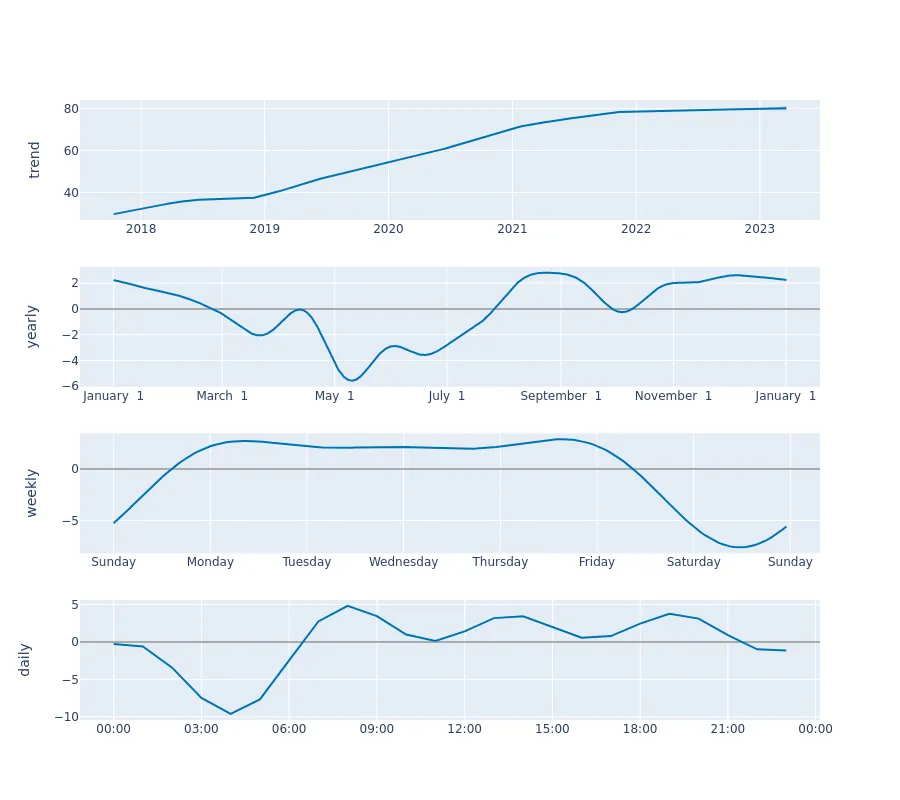 trend
80
60
40
2018 2019 2020 2021 2022 2023
yearly
2
0
−2
−4
−6
January 1 March 1 May 1 July 1 September 1 November 1 January 1
weekly
0
−5
Sunday Monday Tuesday Wednesday Thursday Friday Saturday Sunday
daily
5
0
−5
−10
00:00 03:00 06:00 09:00 12:00 15:00 18:00 21:00 00:00